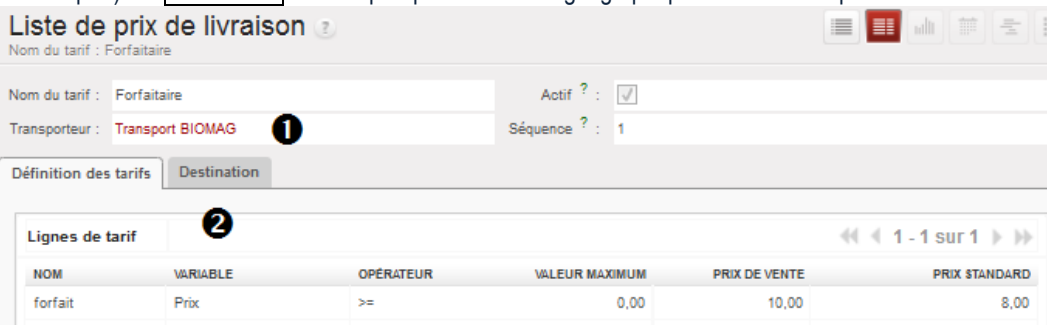 Liste de prix de livraison ?
Nom du tarif : Forfaitaire
Nom du tarif : Forfaitaire Actif ? :
Transporteur : Transport BIOMAG 1 Séquence ? : 1
Définition des tarifs Destination
2
Lignes de tarif 1 - 1 sur 1
NOM VARIABLE OPÉRATEUR VALEUR MAXIMUM PRIX DE VENTE PRIX STANDARD
forfait Prix >= 0,00 10,00 8,00